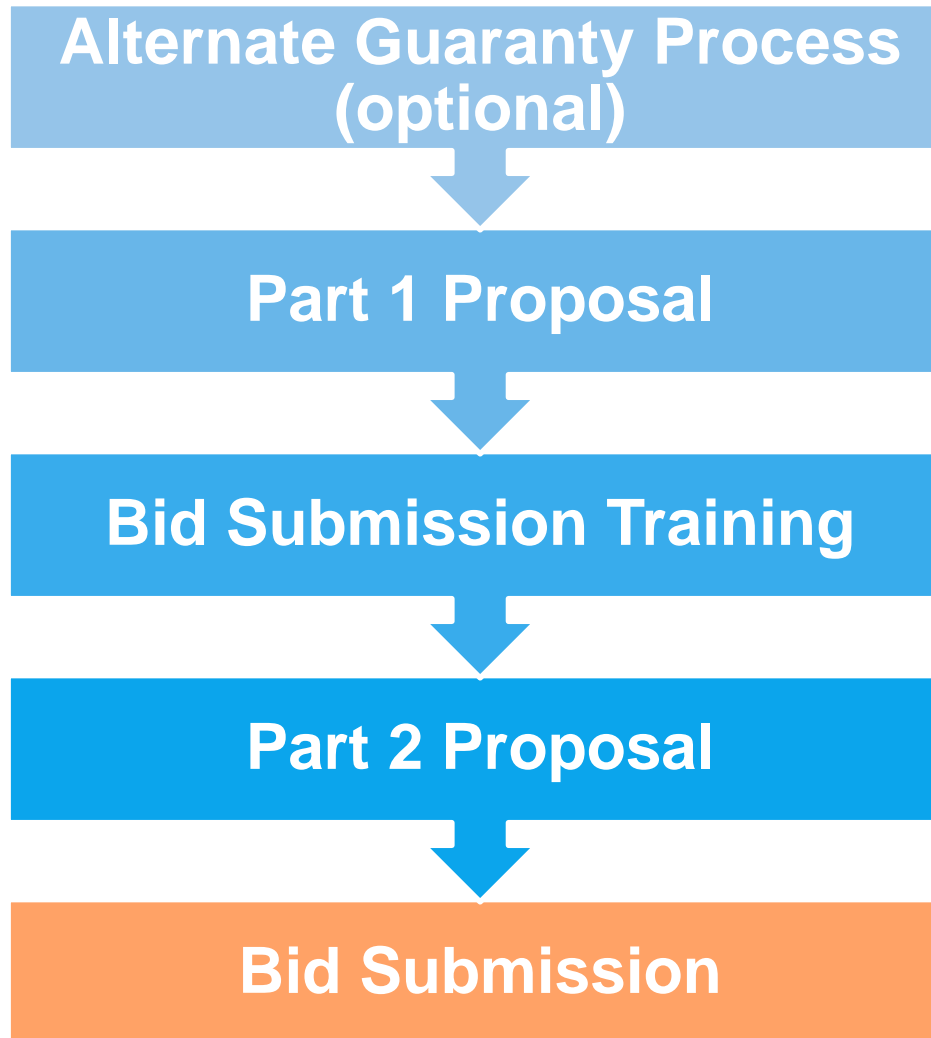 Alternate Guaranty Process
(optional)
Part 1 Proposal
Bid Submission Training
Part 2 Proposal
Bid Submission